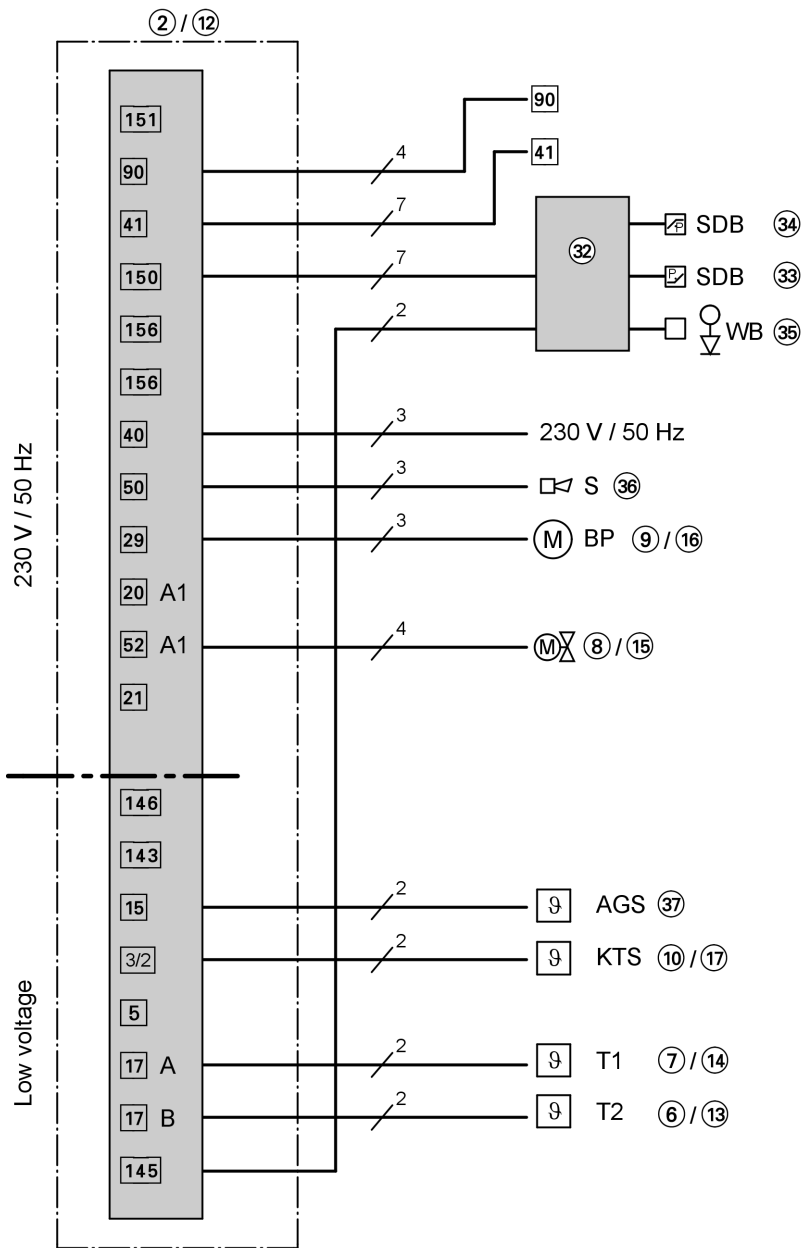 2 / 12
151
90
90 4
41
41 7
32
SDB 34
150 7
SDB 33
156 2
WB 35
156
40 3 230 V / 50 Hz
50 3 S 36
29 3 M BP 9 / 16
20 A1
52 A1 4 M 8 / 15
21
230 V / 50 Hz
146
143
15 2 ϑ AGS 37
3/2 2 ϑ KTS 10 / 17
5
17 A 2 ϑ T1 7 / 14
17 B 2 ϑ T2 6 / 13
145
Low voltage